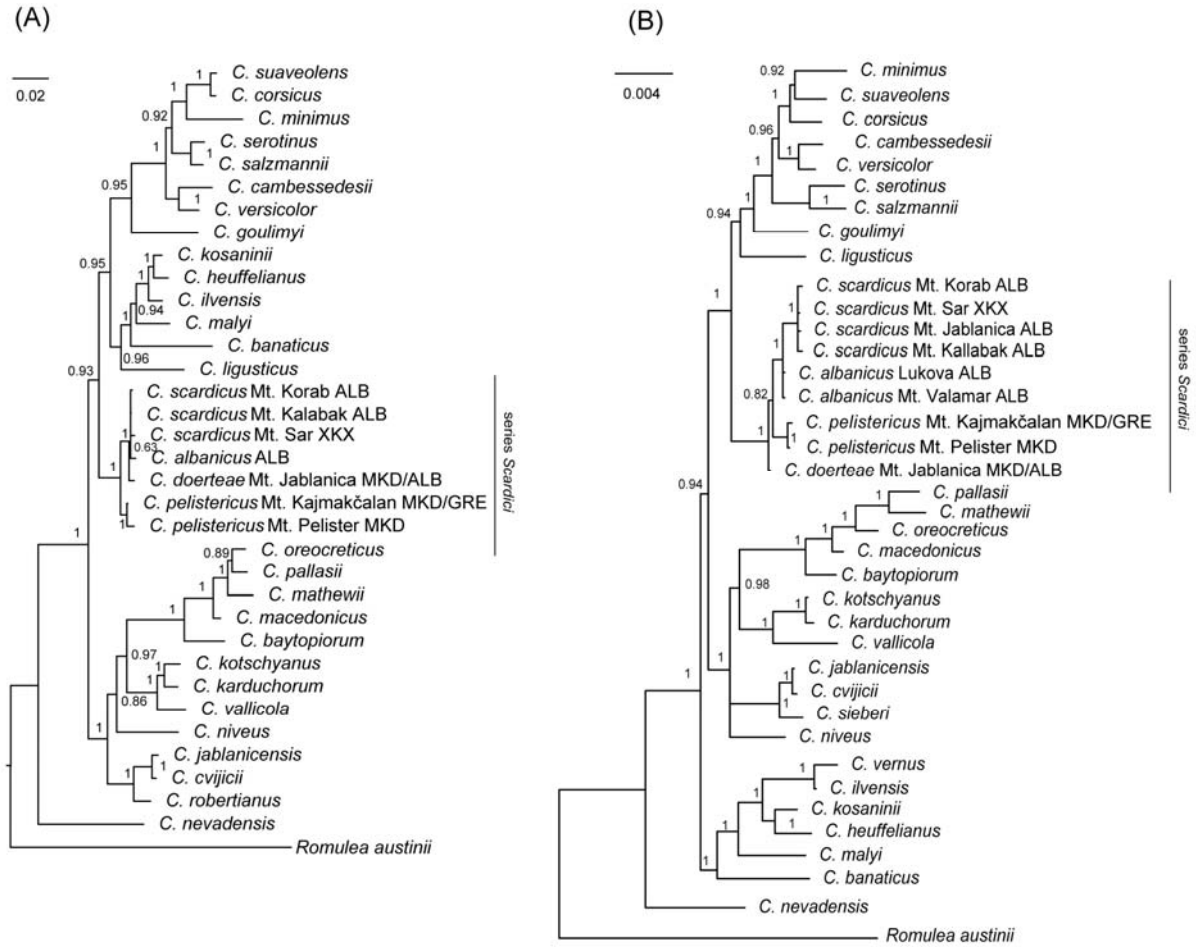 (A)
0.02
1
C. suaveolens
C. corsicus
1
C. minimus
0.92
C. serotinus
1
C. salzmannii
1
C. cambessedesii
1
C. versicolor
0.95
C. goulimyi
0.95
C. kosaninii
1
C. heuffelianus
1
C. ilvensis
0.94
C. malyi
1
C. banaticus
0.96
C. ligusticus
0.93
C. scardicus Mt. Korab ALB
C. scardicus Mt. Kalabak ALB
C. scardicus Mt. Sar XKX
1
0.63
C. albanicus ALB
C. doerteae Mt. Jablanica MKD/ALB
1
C. pelistericus Mt. Kajmakčalan MKD/GRE
1
C. pelistericus Mt. Pelister MKD
series Scardici
1
0.89
C. oreocreticus
C. pallasii
1
C. mathewii
1
C. macedonicus
1
C. baytopiorum
0.97
C. kotschyanus
1
C. karduchorum
1
0.86
C. vallicola
C. niveus
1
C. jablanicensis
1
C. cvijicii
1
C. robertianus
C. nevadensis
Romulea austinii
(B)
0.004
0.92
C. minimus
1
C. suaveolens
C. corsicus
0.96
C. cambessedesii
1
C. versicolor
1
C. serotinus
1
1
C. salzmannii
1
0.94
C. goulimyi
C. ligusticus
1
C. scardicus Mt. Korab ALB
C. scardicus Mt. Sar XKX
1
C. scardicus Mt. Jablanica ALB
C. scardicus Mt. Kallabak ALB
1
C. albanicus Lukova ALB
C. albanicus Mt. Valamar ALB
0.82
C. pelistericus Mt. Kajmakčalan MKD/GRE
1
C. pelistericus Mt. Pelister MKD
1
C. doerteae Mt. Jablanica MKD/ALB
series Scardici
0.94
1
C. pallasii
C. mathewii
1
C. oreocreticus
1
C. macedonicus
1
C. baytopiorum
0.98
C. kotschyanus
1
C. karduchorum
1
C. vallicola
1
C. jablanicensis
1
C. cvijicii
1
C. sieberi
C. niveus
1
C. vernus
1
C. ilvensis
1
C. kosaninii
1
C. heuffelianus
1
C. malyi
1
C. banaticus
C. nevadensis
Romulea austinii